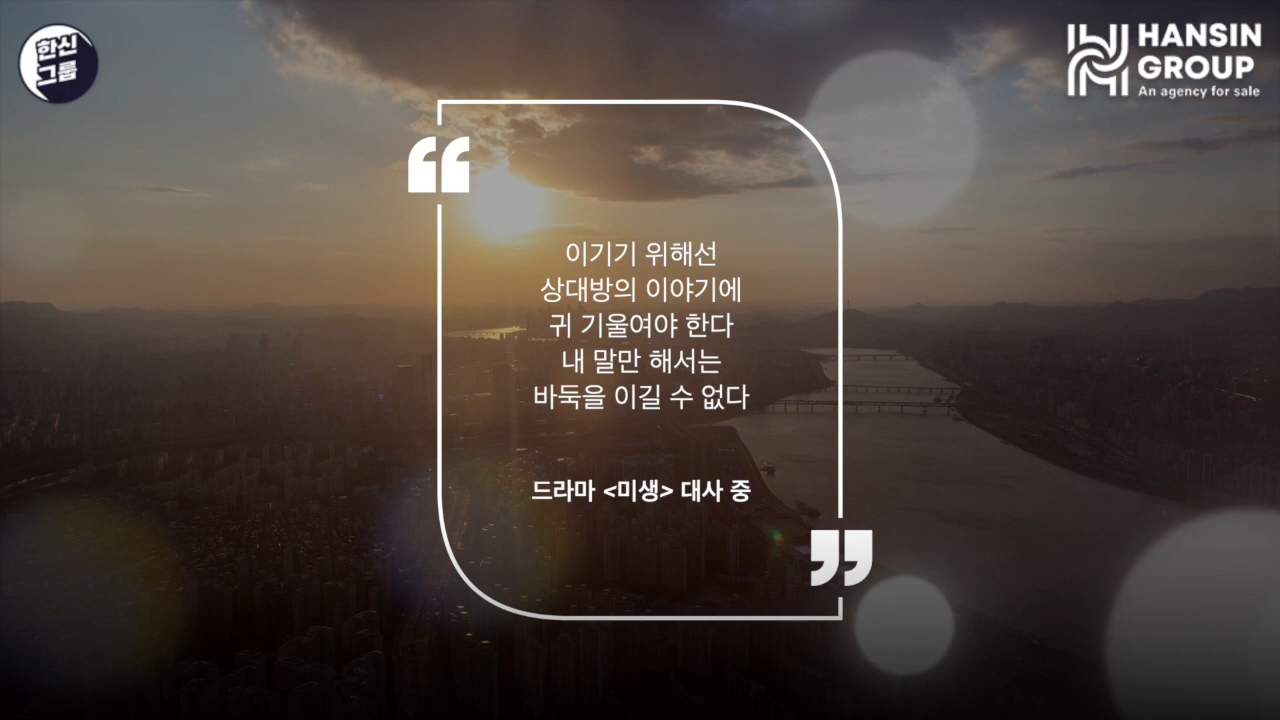 한신
그룹
HANSIN
GROUP
An agency for sale
이기기 위해선
상대방의 이야기에
귀 기울여야 한다
내 말만 해서는
바둑을 이길 수 없다
드라마 <미생> 대사 중